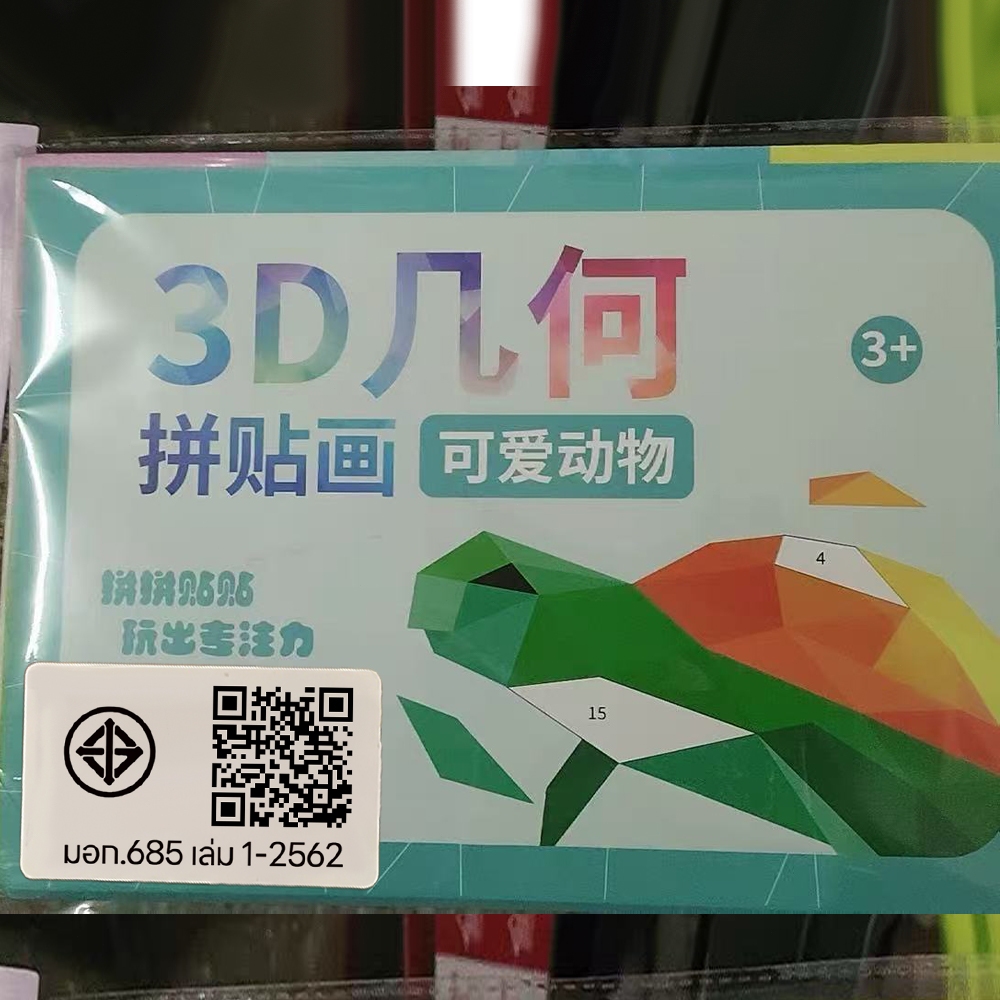 3D几何
3+
拼贴画 可爱动物
拼拼贴贴
玩出专注力
4
15
มอก.685 เล่ม 1-2562